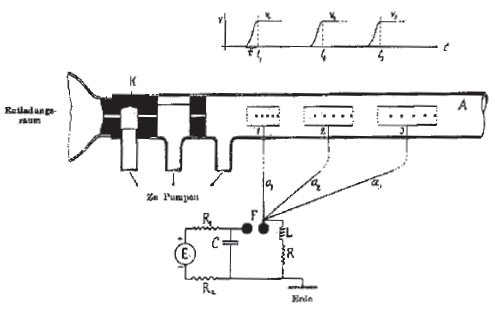 V V₁ V₂ V₃
t₁ t₂ t₃ t
K
Entladungs-
raum
A
1 2 3
a₁ a₂ a₃
Zu Pumpen
F
R₁ L
+ E − C R
R₂
Erde